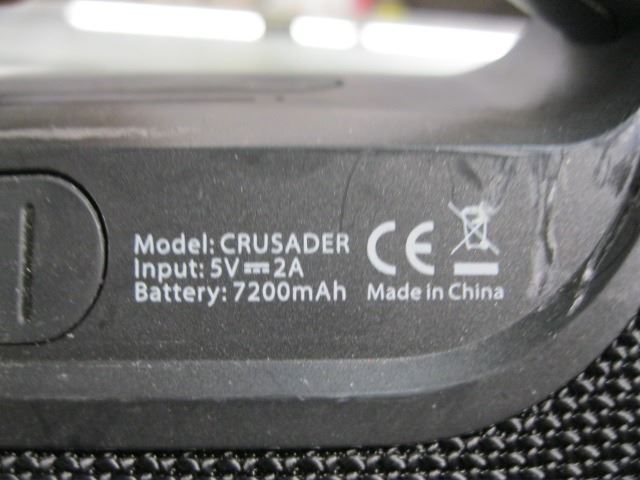 Model: CRUSADER
Input: 5V⎓2A
Battery: 7200mAh
CE
Made in China